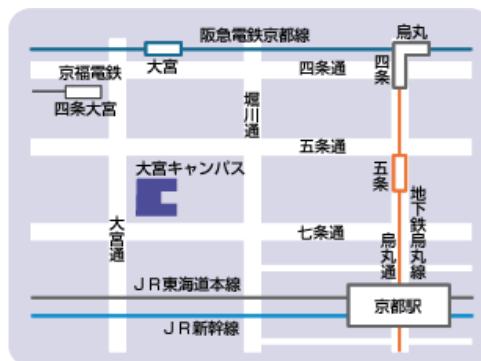 阪急電鉄京都線
烏丸
大宮
四条通
四条
京福電鉄
四条大宮
堀川通
五条通
大宮キャンパス
五条
大宮通
七条通
烏丸通
地下鉄烏丸線
ＪＲ東海道本線
京都駅
ＪＲ新幹線